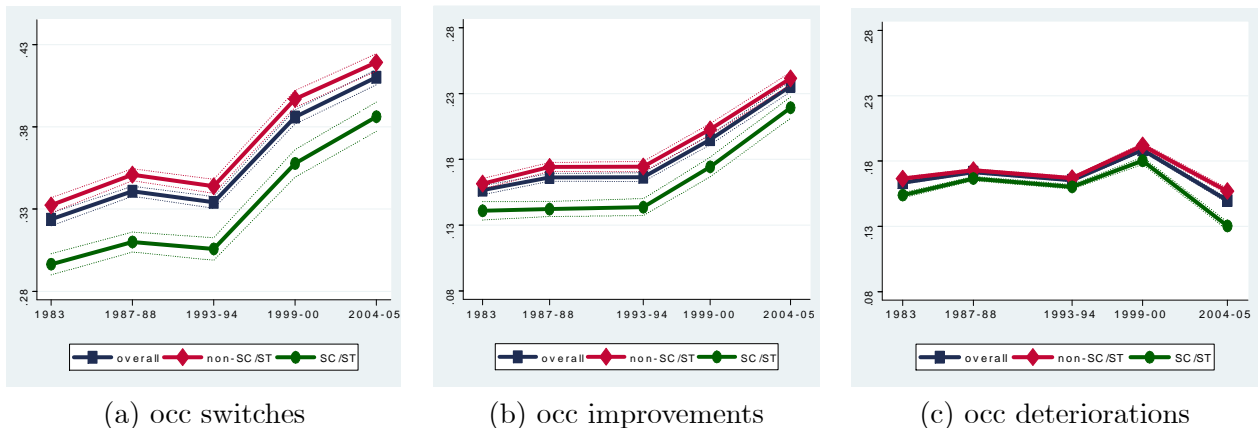 .43
.38
.33
.28
1983 1987-88 1993-94 1999-00 2004-05
overall non-SC/ST SC/ST
(a) occ switches
.28
.23
.18
.13
.08
1983 1987-88 1993-94 1999-00 2004-05
overall non-SC/ST SC/ST
(b) occ improvements
.28
.23
.18
.13
.08
1983 1987-88 1993-94 1999-00 2004-05
overall non-SC/ST SC/ST
(c) occ deteriorations